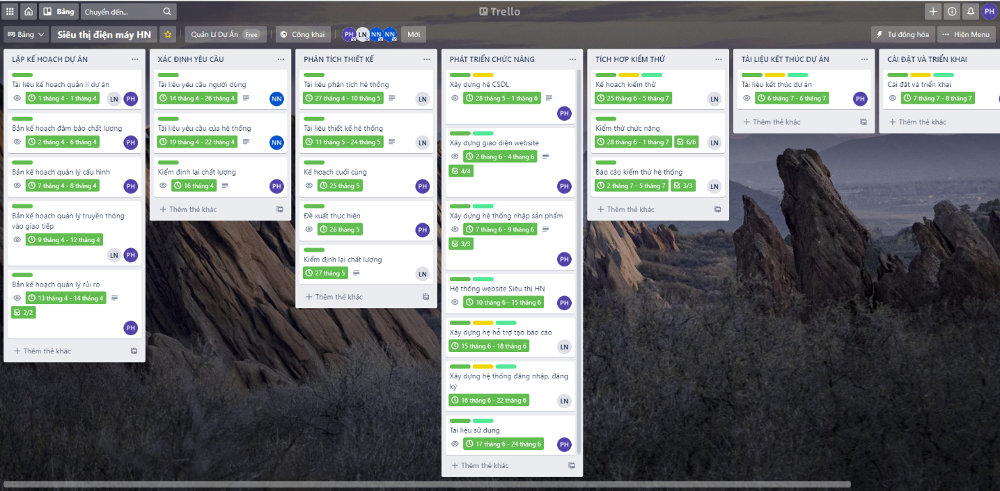 Bảng
Chuyển đến...
Trello
PH
Bảng
Siêu thị điện máy HN
Quản Lí Dự Án Free
Công khai
PH LN NN NN
Mời
Tự động hóa
Hiện Menu
LẬP KẾ HOẠCH DỰ ÁN
Tài liệu kế hoạch quản lí dự án
1 tháng 4 - 1 tháng 4
LN PH
Bản kế hoạch đảm bảo chất lượng
2 tháng 4 - 6 tháng 4
PH
Bản kế hoạch quản lý cấu hình
7 tháng 4 - 8 tháng 4
PH
Bản kế hoạch quản lý truyền thông
vào giao tiếp
9 tháng 4 - 12 tháng 4
LN PH
Bản kế hoạch quản lý rủi ro
13 tháng 4 - 14 tháng 4
2/2
PH
+ Thêm thẻ khác
XÁC ĐỊNH YÊU CẦU
Tài liệu yêu cầu người dùng
14 tháng 4 - 26 tháng 4
NN
Tài liệu yêu cầu của hệ thống
19 tháng 4 - 22 tháng 4
NN
Kiểm định lại chất lượng
16 tháng 4
PH
+ Thêm thẻ khác
PHÂN TÍCH THIẾT KẾ
Tài liệu phân tích hệ thống
27 tháng 4 - 10 tháng 5
LN
Tài liệu thiết kế hệ thống
11 tháng 5 - 24 tháng 5
LN
Kế hoạch cuối cùng
25 tháng 5
PH
Đề xuất thực hiện
26 tháng 5
PH
Kiểm định lại chất lượng
27 tháng 5
LN
+ Thêm thẻ khác
PHÁT TRIỂN CHỨC NĂNG
Xây dựng hệ CSDL
28 tháng 5 - 1 tháng 6
PH
Xây dựng giao diện website
2 tháng 6 - 4 tháng 6
4/4
PH
Xây dựng hệ thống nhập sản phẩm
7 tháng 6 - 9 tháng 6
3/3
PH
Hệ thống website Siêu thị HN
10 tháng 6 - 15 tháng 6
PH
Xây dựng hệ hỗ trợ tạo báo cáo
15 tháng 6 - 18 tháng 6
LN
Xây dựng hệ thống đăng nhập, đăng
ký
16 tháng 6 - 22 tháng 6
LN
Tài liệu sử dụng
17 tháng 6 - 24 tháng 6
PH
+ Thêm thẻ khác
TÍCH HỢP KIỂM THỬ
Kế hoạch kiểm thử
25 tháng 6 - 5 tháng 7
LN
Kiểm thử chức năng
28 tháng 6 - 1 tháng 7
6/6
LN
Báo cáo kiểm thử hệ thống
2 tháng 7 - 5 tháng 7
3/3
LN
+ Thêm thẻ khác
TÀI LIỆU KẾT THÚC DỰ ÁN
Tài liệu kết thúc dự án
6 tháng 7 - 6 tháng 7
PH
+ Thêm thẻ khác
CÀI ĐẶT VÀ TRIỂN KHAI
Cài đặt và triển khai
7 tháng 7 - 8 tháng 7
+ Thêm thẻ khác